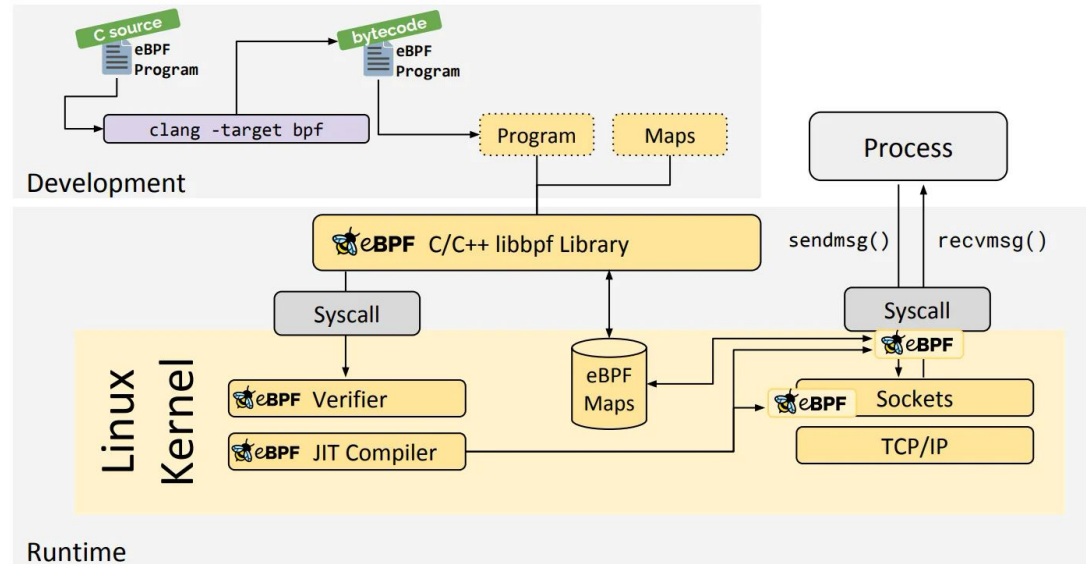 C source
eBPF
Program
bytecode
eBPF
Program
clang -target bpf
Program
Maps
Development
Process
eBPF C/C++ libbpf Library
sendmsg()
recvmsg()
Syscall
Syscall
eBPF
Linux
Kernel
eBPF Verifier
eBPF
Maps
eBPF
Sockets
eBPF JIT Compiler
TCP/IP
Runtime